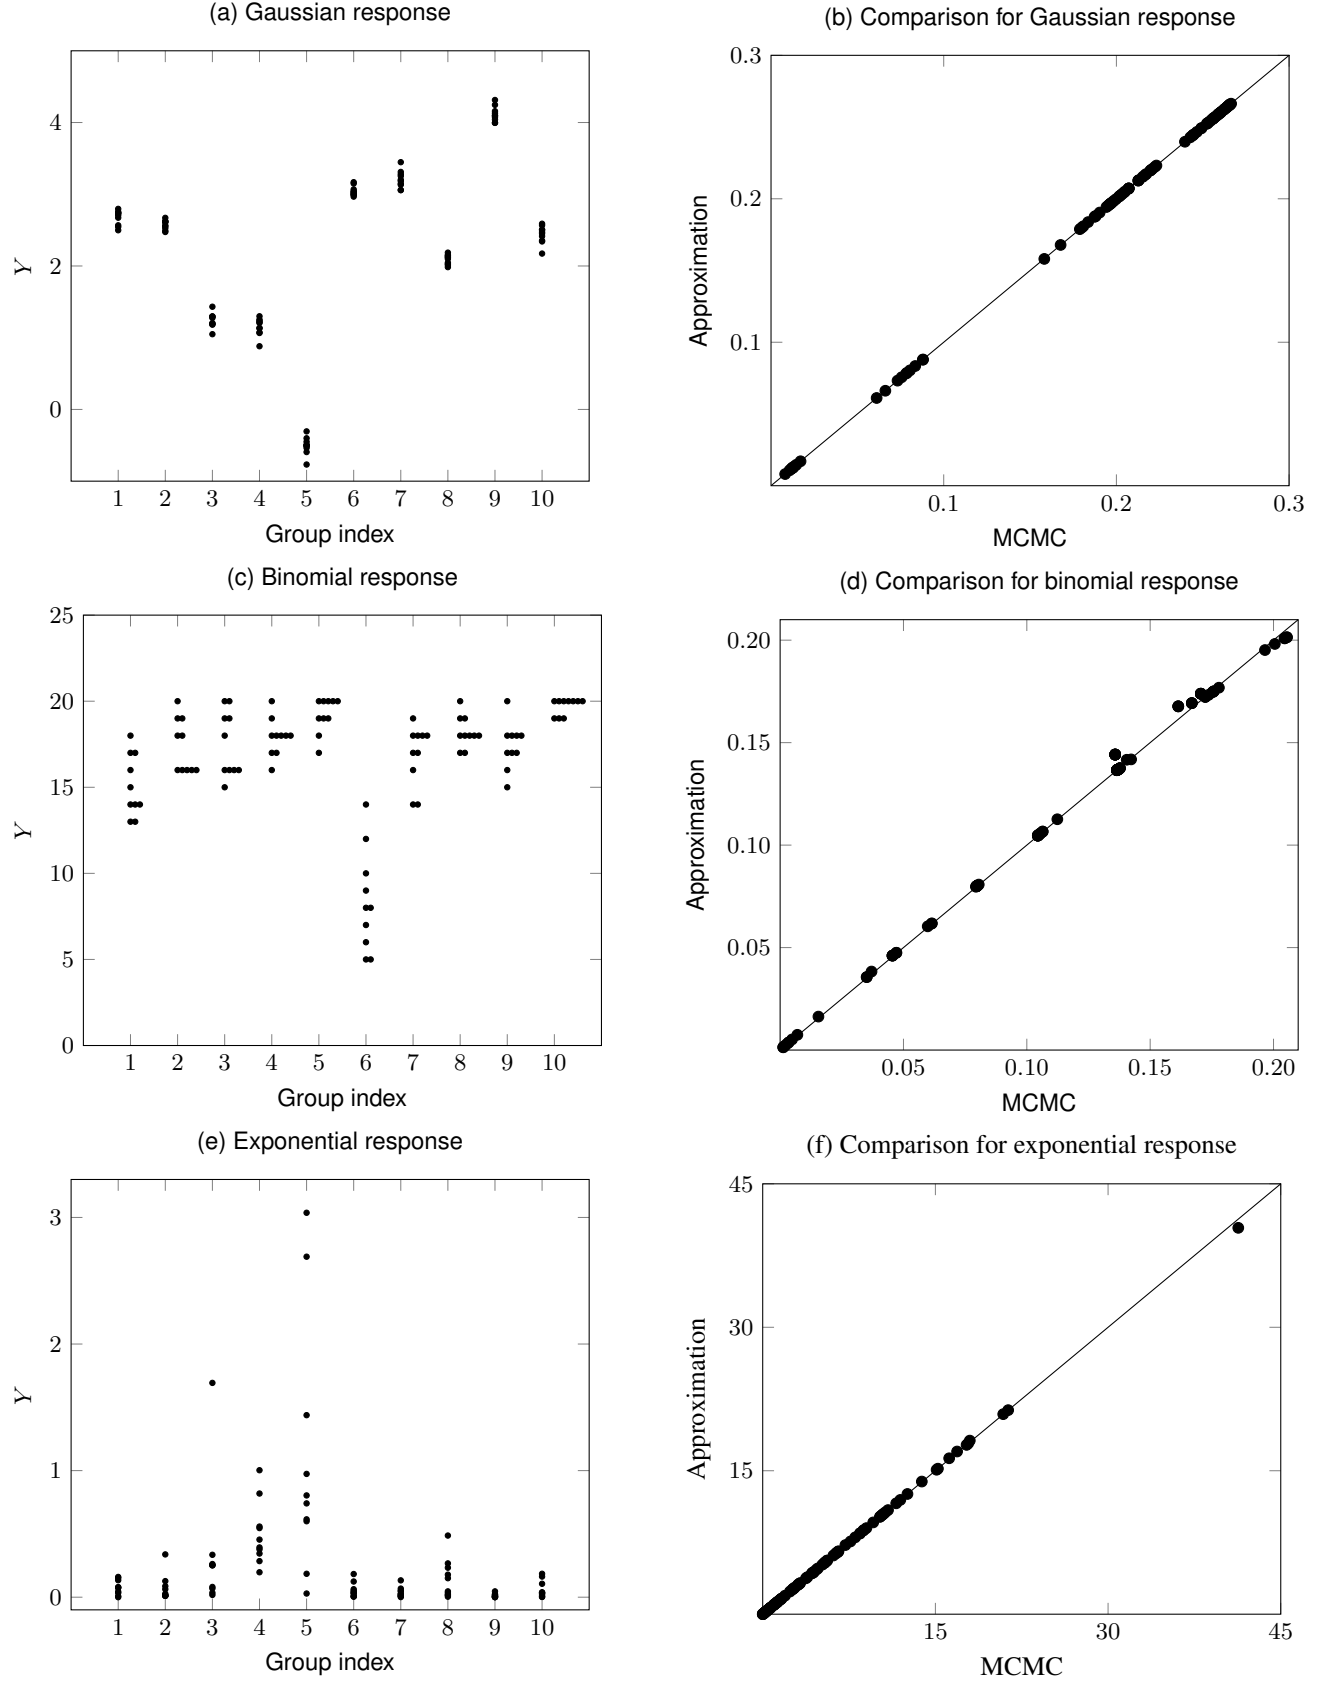 (a) Gaussian response
4
2
0
Y
1 2 3 4 5 6 7 8 9 10
Group index
(b) Comparison for Gaussian response
0.3
0.2
0.1
Approximation
0.1 0.2 0.3
MCMC
(c) Binomial response
25
20
15
10
5
0
Y
1 2 3 4 5 6 7 8 9 10
Group index
(d) Comparison for binomial response
0.20
0.15
0.10
0.05
Approximation
0.05 0.10 0.15 0.20
MCMC
(e) Exponential response
3
2
1
0
Y
1 2 3 4 5 6 7 8 9 10
Group index
(f) Comparison for exponential response
45
30
15
Approximation
15 30 45
MCMC